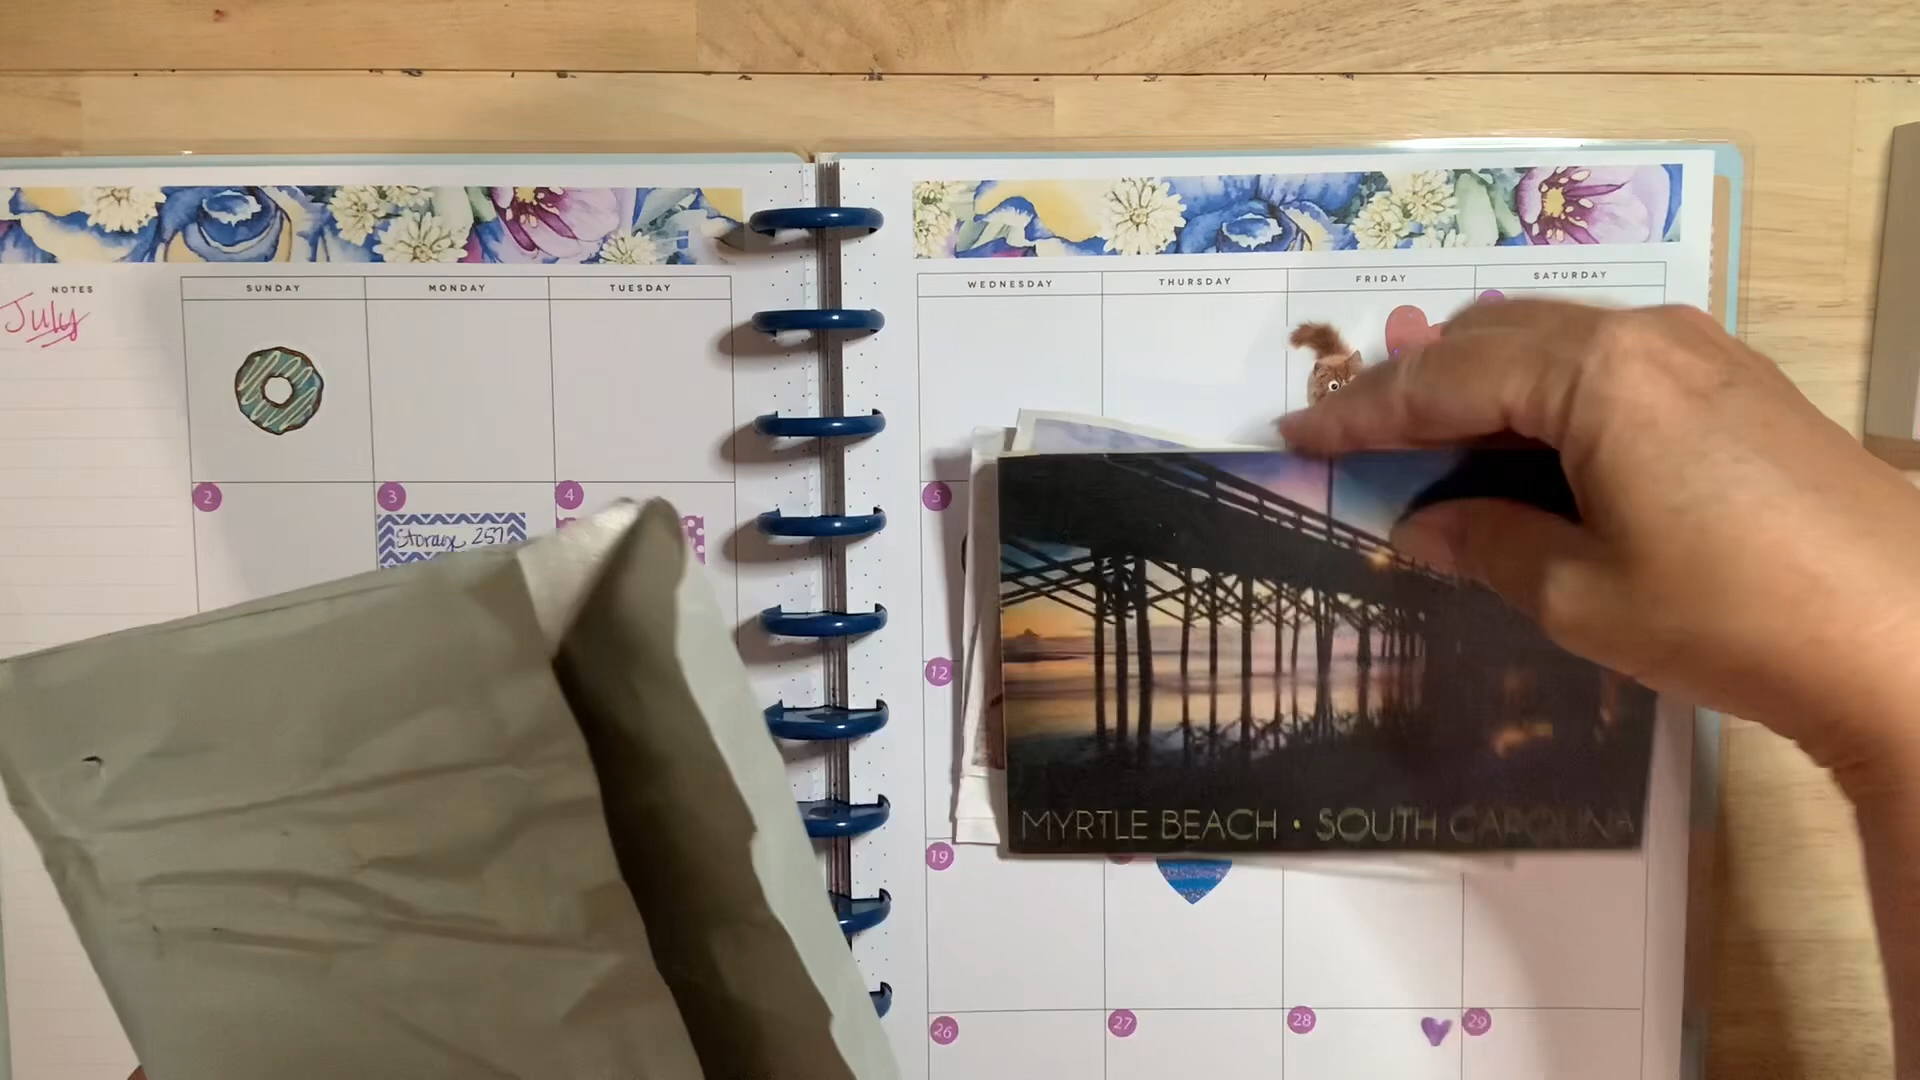 NOTES
July
SUNDAY
MONDAY
TUESDAY
WEDNESDAY
THURSDAY
FRIDAY
SATURDAY
2
3
4
Storage 257
5
12
MYRTLE BEACH • SOUTH CAROLINA
19
26
27
28
29